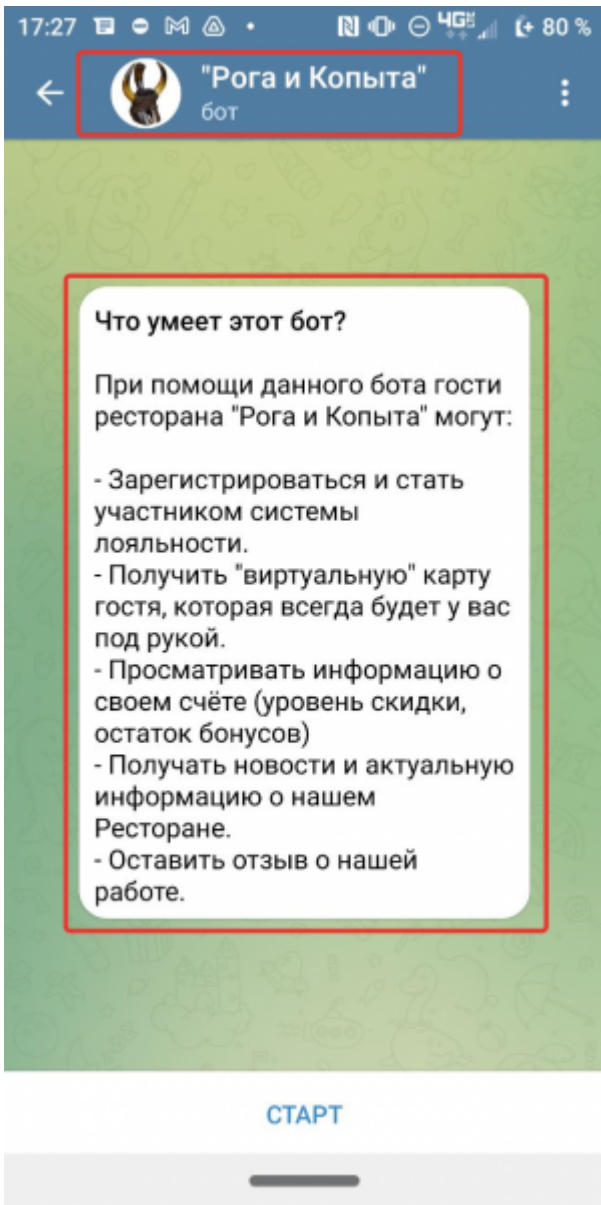 17:27 4G 80 %
"Рога и Копыта"
бот
Что умеет этот бот?
При помощи данного бота гости
ресторана "Рога и Копыта" могут:
- Зарегистрироваться и стать
участником системы
лояльности.
- Получить "виртуальную" карту
гостя, которая всегда будет у вас
под рукой.
- Просматривать информацию о
своем счёте (уровень скидки,
остаток бонусов)
- Получать новости и актуальную
информацию о нашем
Ресторане.
- Оставить отзыв о нашей
работе.
СТАРТ